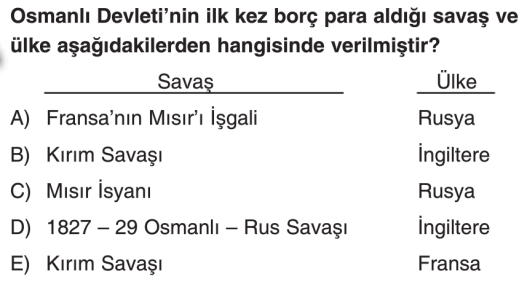 Osmanlı Devleti'nin ilk kez borç para aldığı savaş ve
ülke aşağıdakilerden hangisinde verilmiştir?
Savaş Ülke
A) Fransa'nın Mısır'ı İşgali Rusya
B) Kırım Savaşı İngiltere
C) Mısır İsyanı Rusya
D) 1827 – 29 Osmanlı – Rus Savaşı İngiltere
E) Kırım Savaşı Fransa